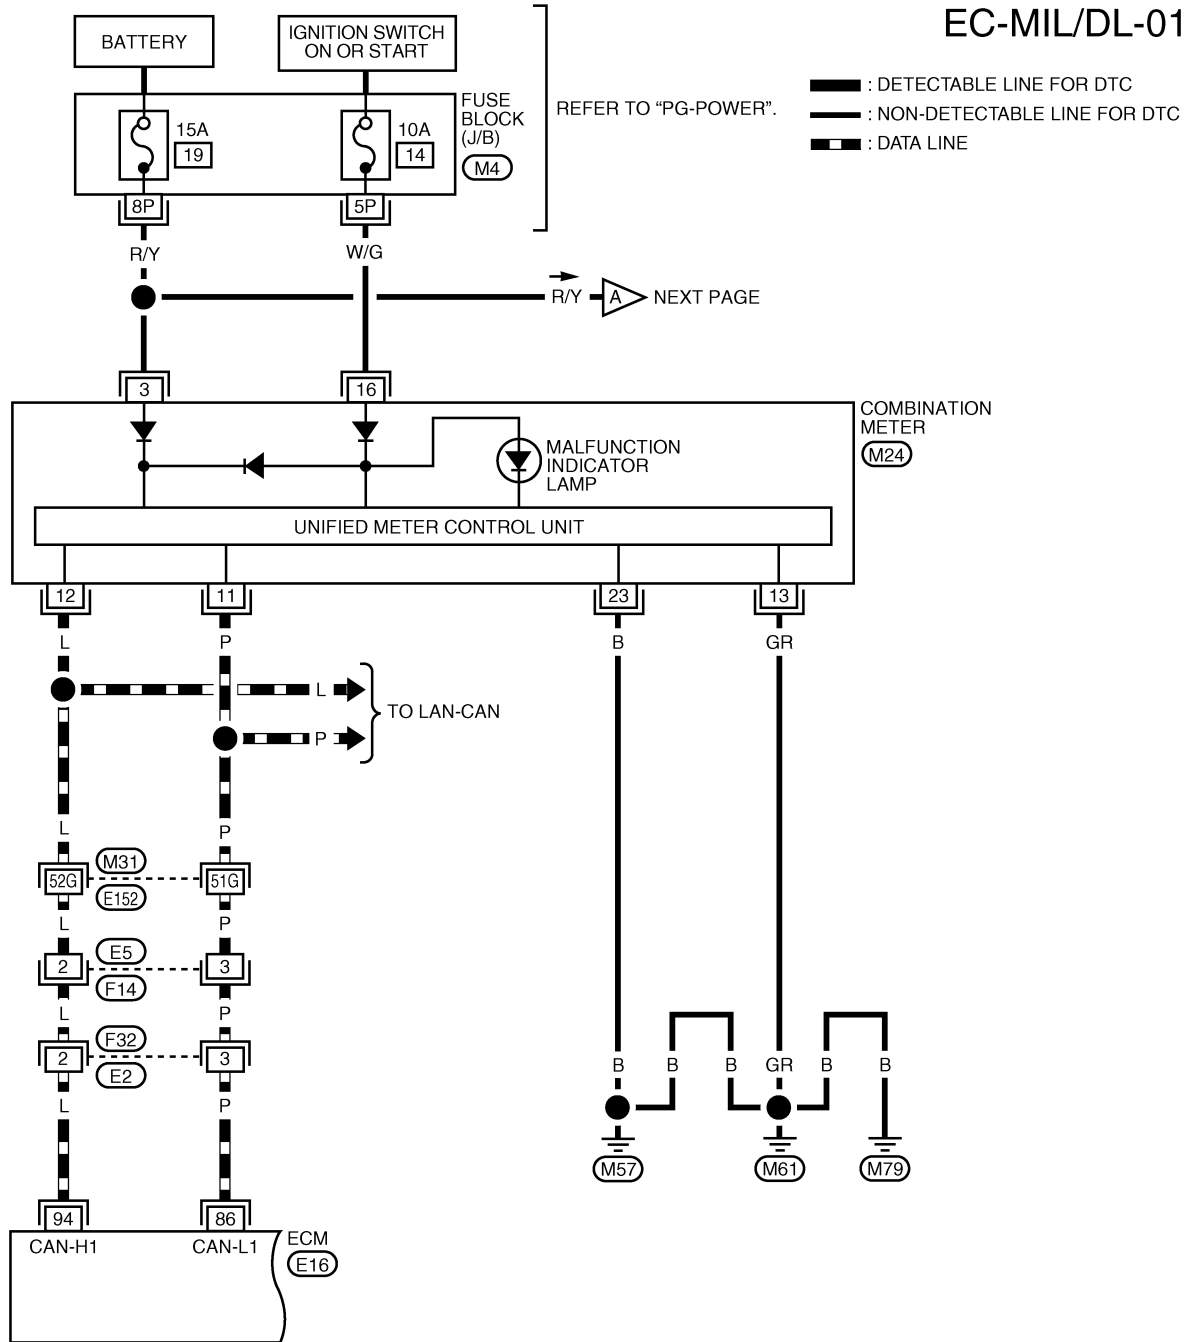 EC-MIL/DL-01
BATTERY
IGNITION SWITCH
ON OR START
: DETECTABLE LINE FOR DTC
: NON-DETECTABLE LINE FOR DTC
: DATA LINE
REFER TO “PG-POWER”.
FUSE
BLOCK
(J/B)
M4
15A
19
10A
14
8P
5P
R/Y
W/G
R/Y
A
NEXT PAGE
3
16
COMBINATION
METER
M24
MALFUNCTION
INDICATOR
LAMP
UNIFIED METER CONTROL UNIT
12
11
23
13
L
P
B
GR
L
P
TO LAN-CAN
L
P
M31
52G
51G
E152
L
P
E5
2
3
F14
L
P
F32
2
3
E2
L
P
B
B
B
GR
B
B
M57
M61
M79
94
86
CAN-H1
CAN-L1
ECM
E16